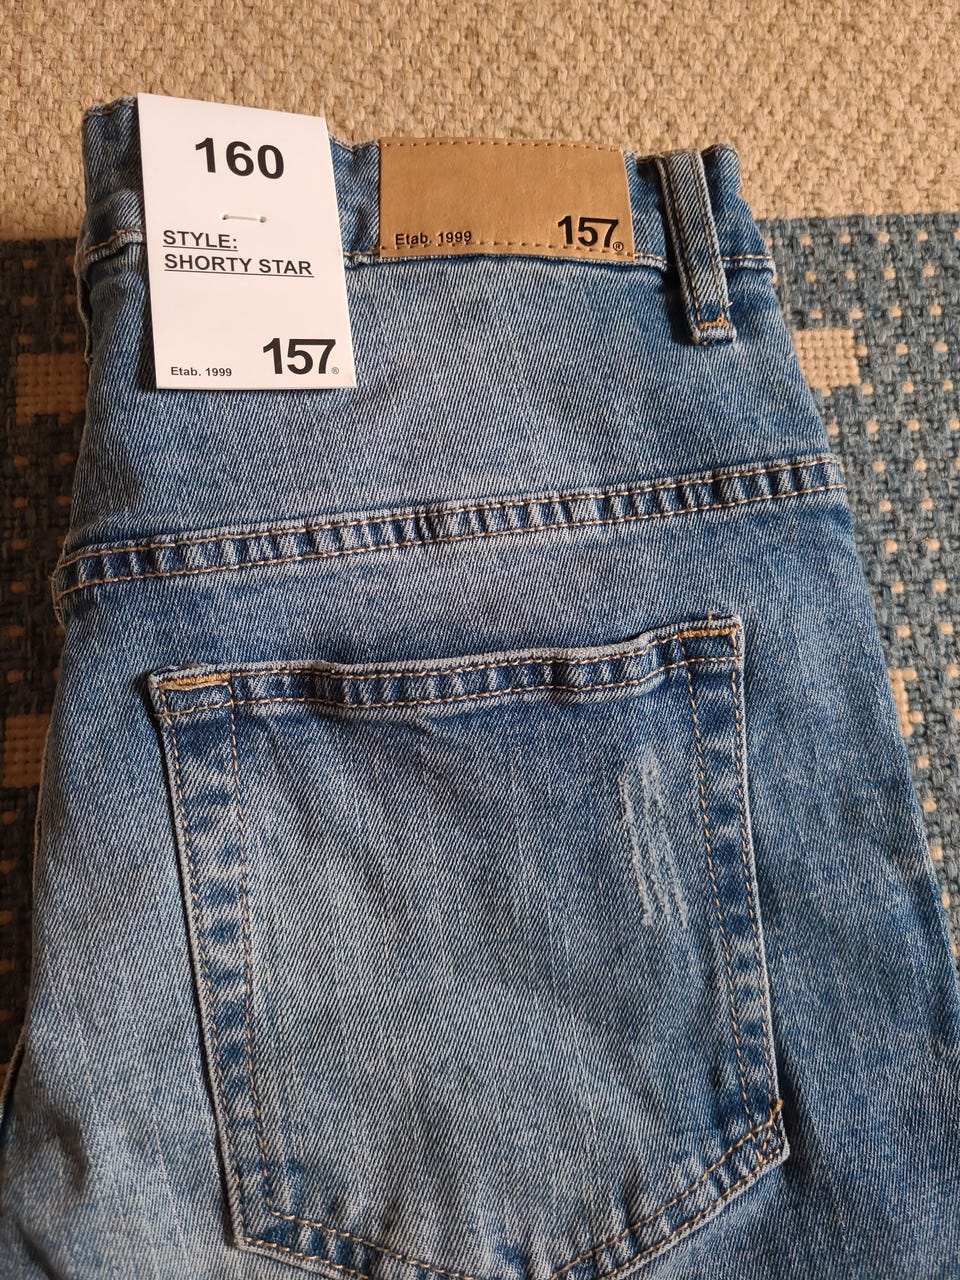 160
STYLE:
SHORTY STAR
Etab. 1999 157®
Etab. 1999 157®